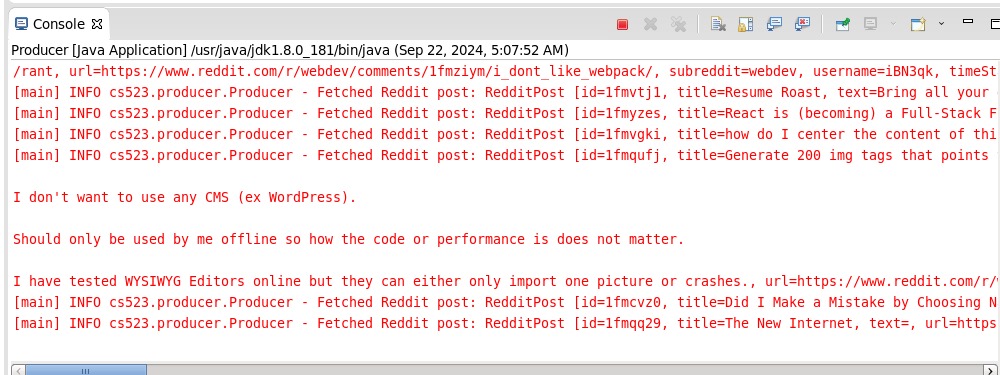 Console
Producer [Java Application] /usr/java/jdk1.8.0_181/bin/java (Sep 22, 2024, 5:07:52 AM)
/rant, url=https://www.reddit.com/r/webdev/comments/1fmziym/i_dont_like_webpack/, subreddit=webdev, username=iBN3qk, timeSt
[main] INFO cs523.producer.Producer - Fetched Reddit post: RedditPost [id=1fmvtj1, title=Resume Roast, text=Bring all your
[main] INFO cs523.producer.Producer - Fetched Reddit post: RedditPost [id=1fmyzes, title=React is (becoming) a Full-Stack F
[main] INFO cs523.producer.Producer - Fetched Reddit post: RedditPost [id=1fmvgki, title=how do I center the content of thi
[main] INFO cs523.producer.Producer - Fetched Reddit post: RedditPost [id=1fmqufj, title=Generate 200 img tags that points
I don't want to use any CMS (ex WordPress).
Should only be used by me offline so how the code or performance is does not matter.
I have tested WYSIWYG Editors online but they can either only import one picture or crashes., url=https://www.reddit.com/r/
[main] INFO cs523.producer.Producer - Fetched Reddit post: RedditPost [id=1fmcvz0, title=Did I Make a Mistake by Choosing N
[main] INFO cs523.producer.Producer - Fetched Reddit post: RedditPost [id=1fmqq29, title=The New Internet, text=, url=https